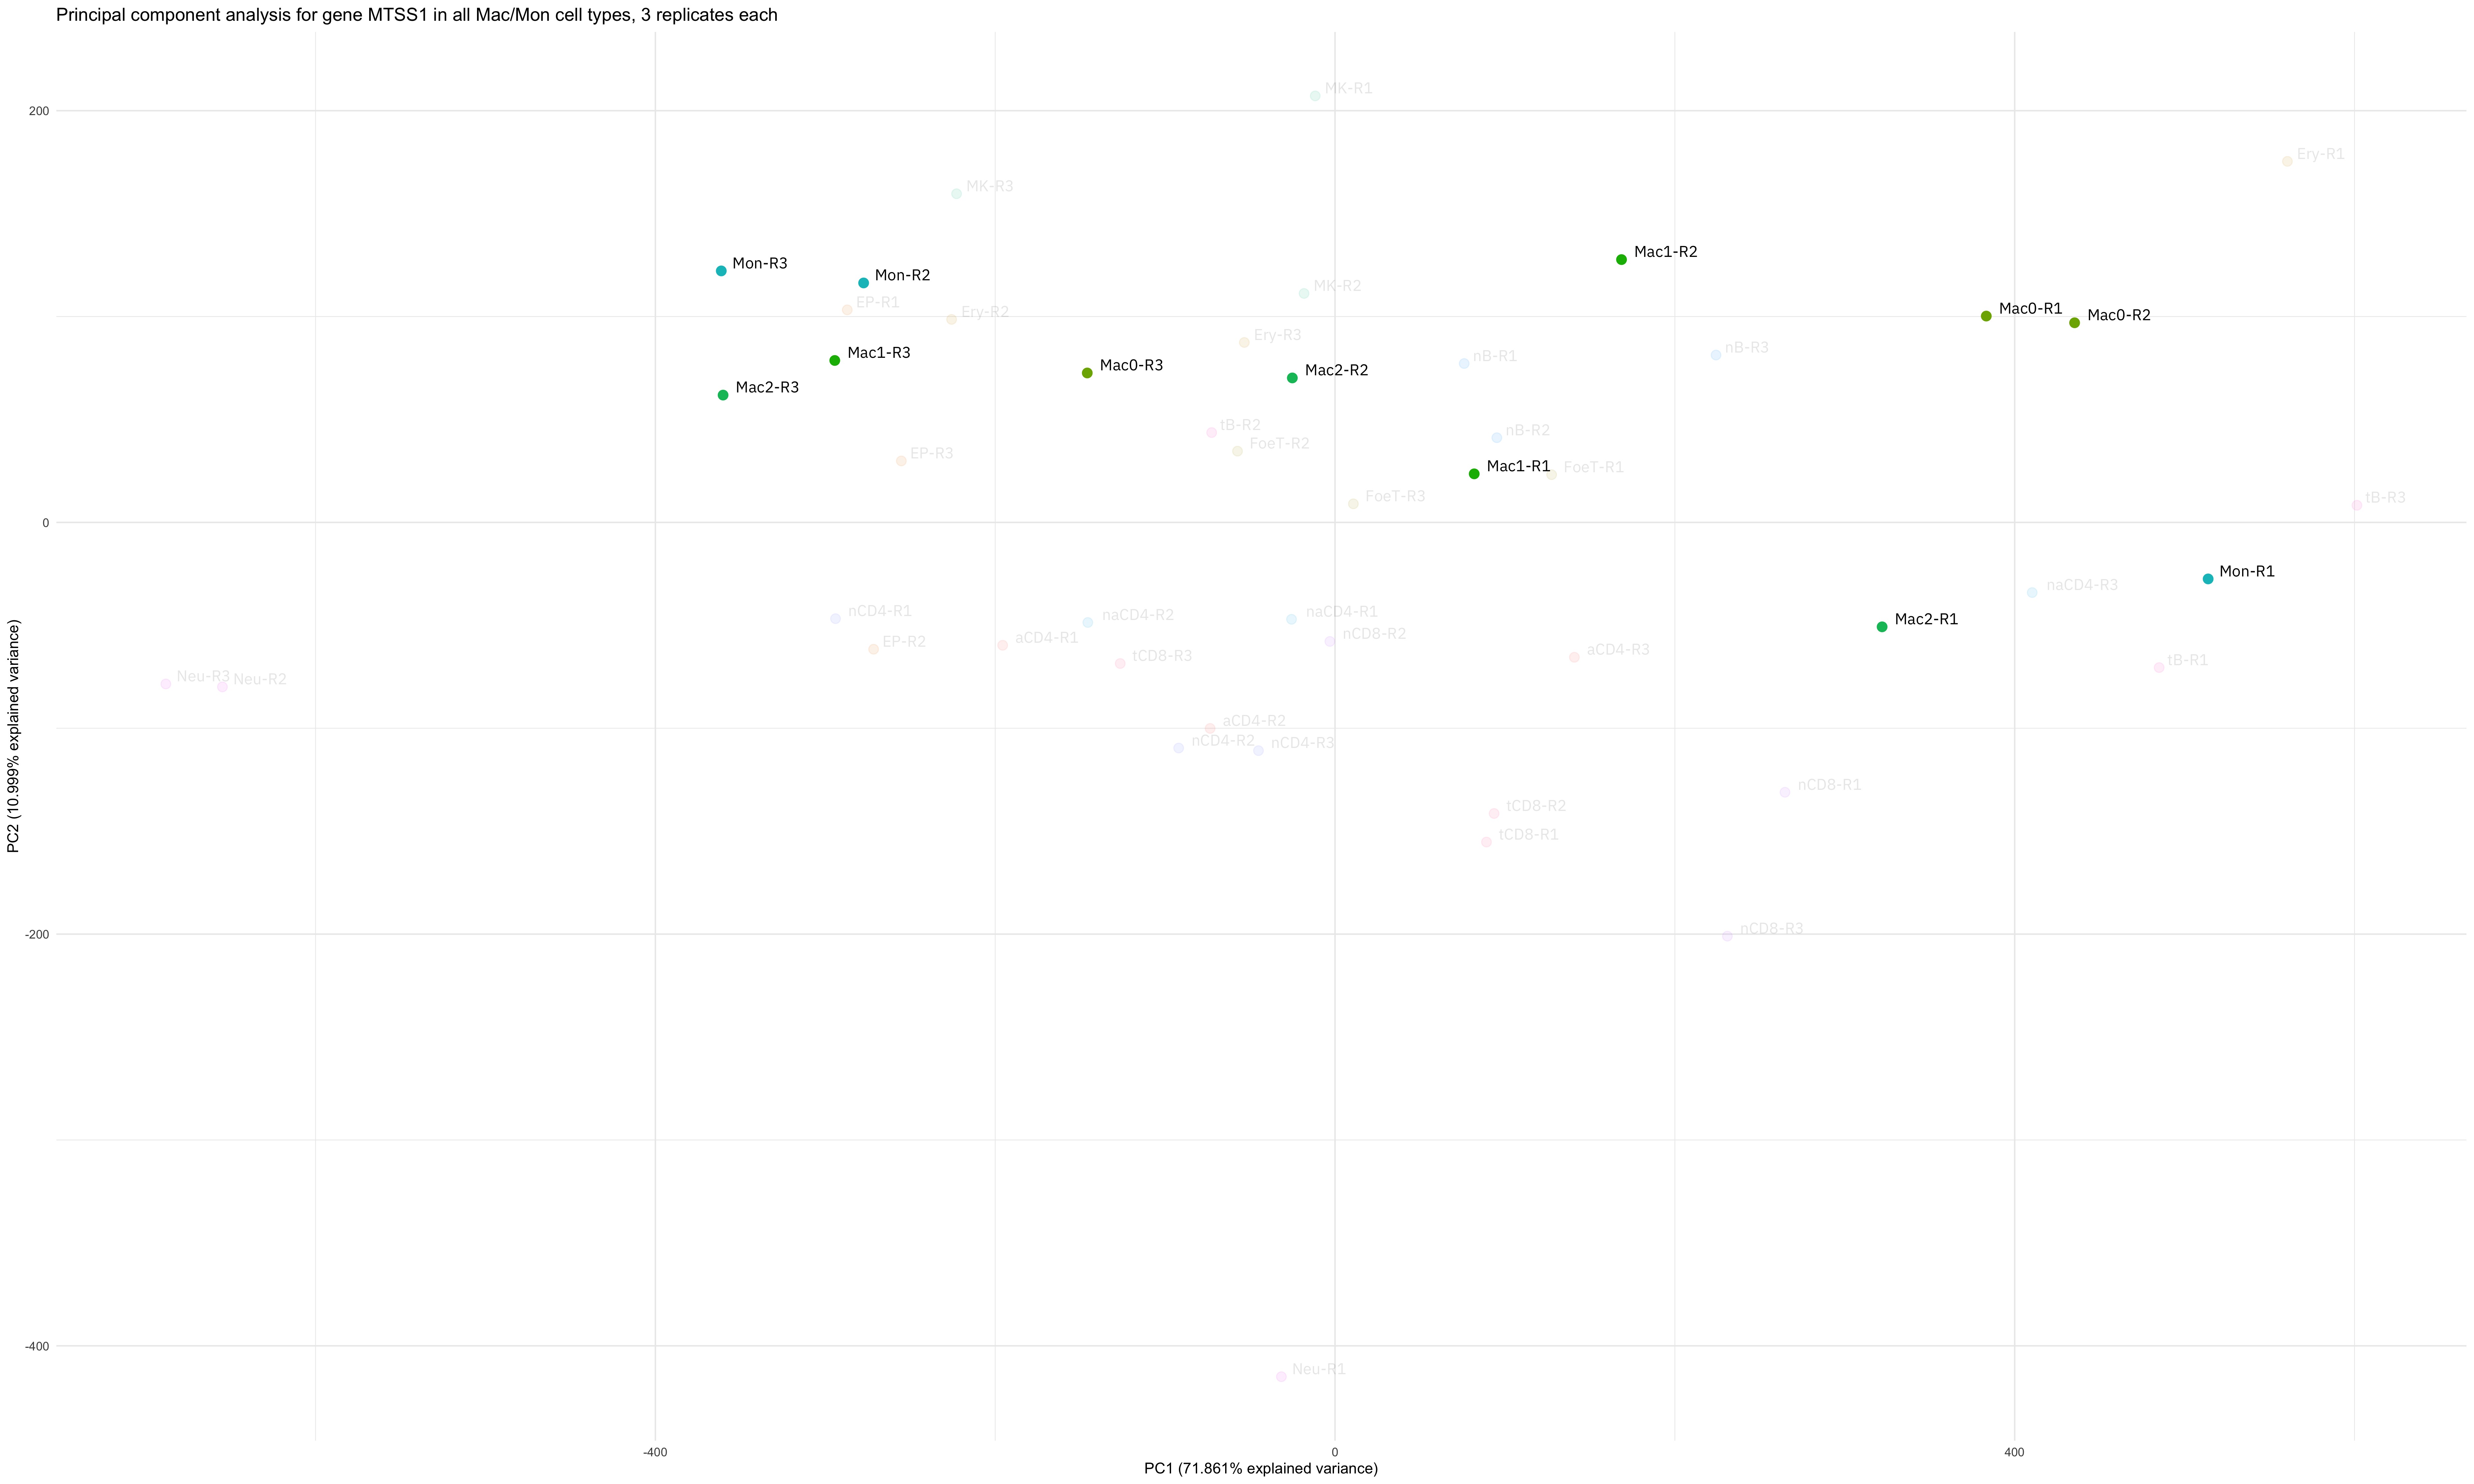 Principal component analysis for gene MTSS1 in all Mac/Mon cell types, 3 replicates each
MK-R1
200
Ery-R1
MK-R3
Mac1-R2
Mon-R3
Mon-R2
MK-R2
EP-R1
Ery-R2
Mac0-R1
Mac0-R2
Ery-R3
nB-R3
Mac1-R3
nB-R1
Mac0-R3
Mac2-R2
Mac2-R3
tB-R2
nB-R2
FoeT-R2
EP-R3
Mac1-R1
FoeT-R1
FoeT-R3
tB-R3
0
Mon-R1
naCD4-R3
nCD4-R1
naCD4-R2
naCD4-R1
Mac2-R1
nCD8-R2
aCD4-R1
EP-R2
aCD4-R3
tCD8-R3
tB-R1
Neu-R3
Neu-R2
aCD4-R2
nCD4-R2
nCD4-R3
PC2 (10.999% explained variance)
nCD8-R1
tCD8-R2
tCD8-R1
nCD8-R3
-200
-400
Neu-R1
-400
0
400
PC1 (71.861% explained variance)